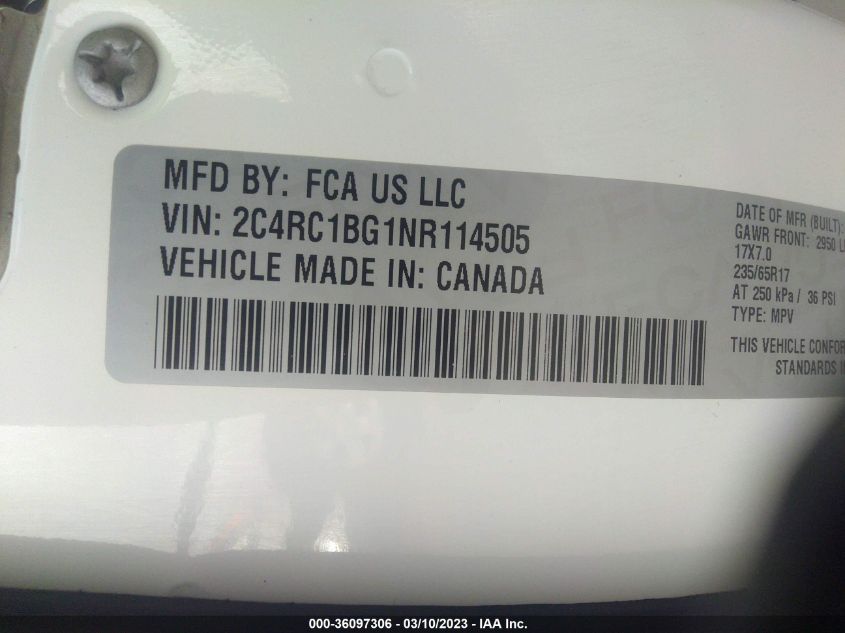 MFD BY: FCA US LLC
VIN: 2C4RC1BG1NR114505
VEHICLE MADE IN: CANADA
DATE OF MFR (BUILT):
GAWR FRONT: 2950
17X7.0
235/65R17
AT 250 kPa / 36 PSI
TYPE: MPV
THIS VEHICLE
STANDARDS
000-36097306 - 03/10/2023 - IAA Inc.